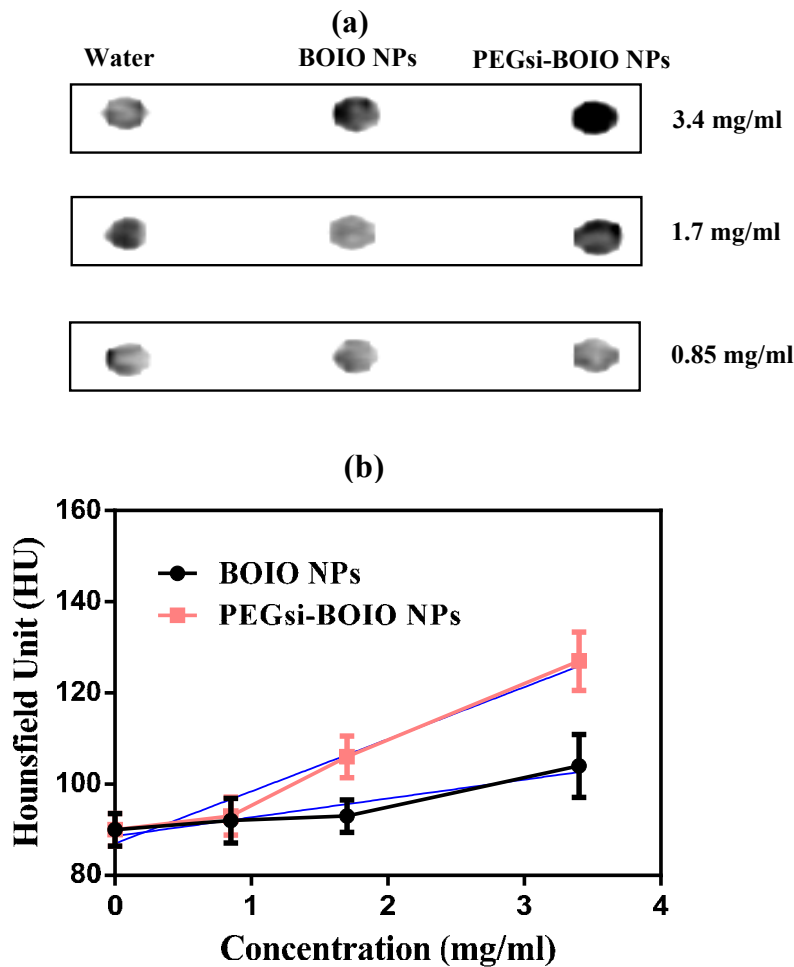 (a)
Water BOIO NPs PEGsi-BOIO NPs
3.4 mg/ml
1.7 mg/ml
0.85 mg/ml
(b)
160
140
120
100
80
Hounsfield Unit (HU)
BOIO NPs
PEGsi-BOIO NPs
0 1 2 3 4
Concentration (mg/ml)